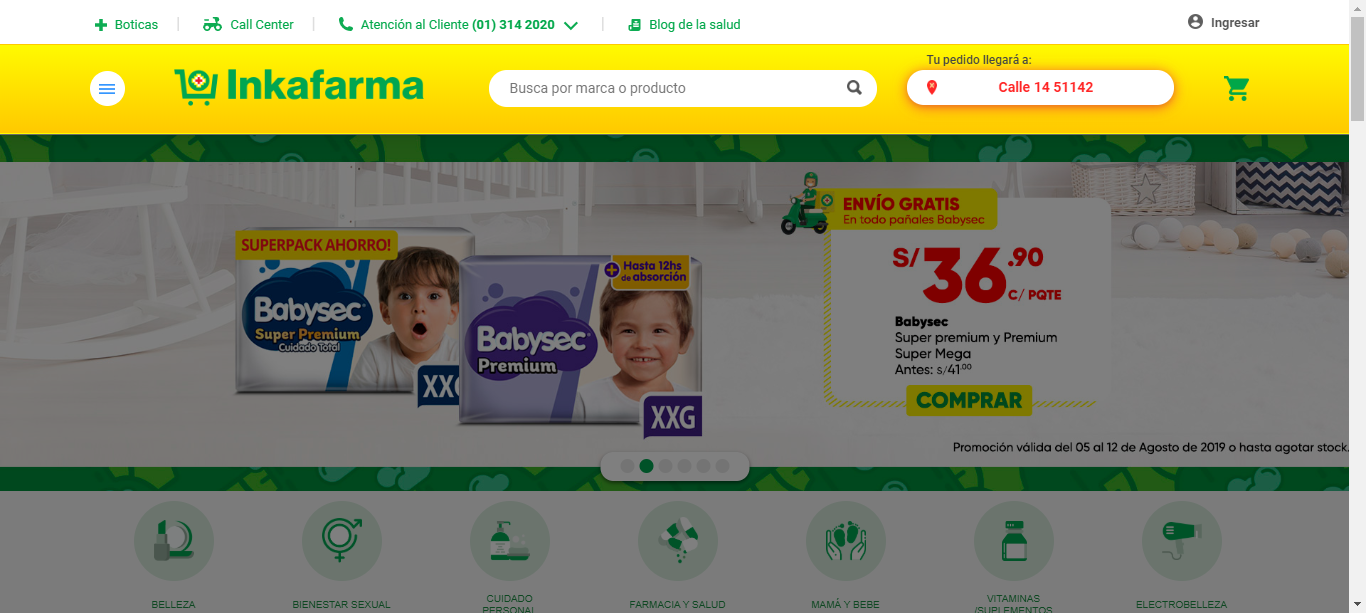 Boticas
Call Center
Atención al Cliente (01) 314 2020
Blog de la salud
Ingresar
Inkafarma
Busca por marca o producto
Tu pedido llegará a:
Calle 14 51142
SUPERPACK AHORRO!
Babysec
Super Premium
Cuidado Total
XXG
Hasta 12hs
de absorción
Babysec
Premium
XXG
ENVÍO GRATIS
En todo pañales Babysec
S/36.90
C/ PQTE
Babysec
Super premium y Premium
Super Mega
Antes: s/41.00
COMPRAR
Promoción válida del 05 al 12 de Agosto de 2019 o hasta agotar stock.
BELLEZA
BIENESTAR SEXUAL
CUIDADO
PERSONAL
FARMACIA Y SALUD
MAMÁ Y BEBE
VITAMINAS
/SUPLEMENTOS
ELECTROBELLEZA